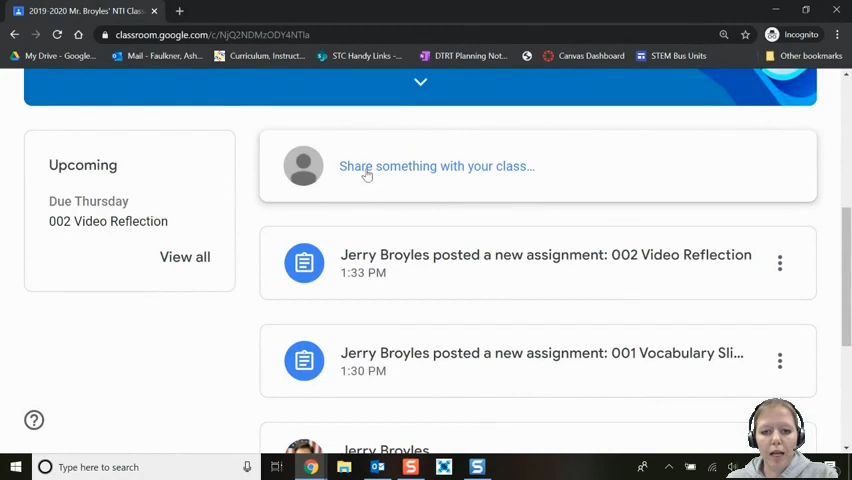 2019-2020 Mr. Broyles' NTI Class
classroom.google.com/c/NjQ2NDMzODY4NTla
Incognito
My Drive - Google...
Mail - Faulkner, Ash...
Curriculum, Instruct...
STC Handy Links -...
DTRT Planning Not...
Canvas Dashboard
STEM Bus Units
Other bookmarks
Upcoming
Due Thursday
002 Video Reflection
View all
Share something with your class...
Jerry Broyles posted a new assignment: 002 Video Reflection
1:33 PM
Jerry Broyles posted a new assignment: 001 Vocabulary Sli...
1:30 PM
Jerry Broyles
Type here to search